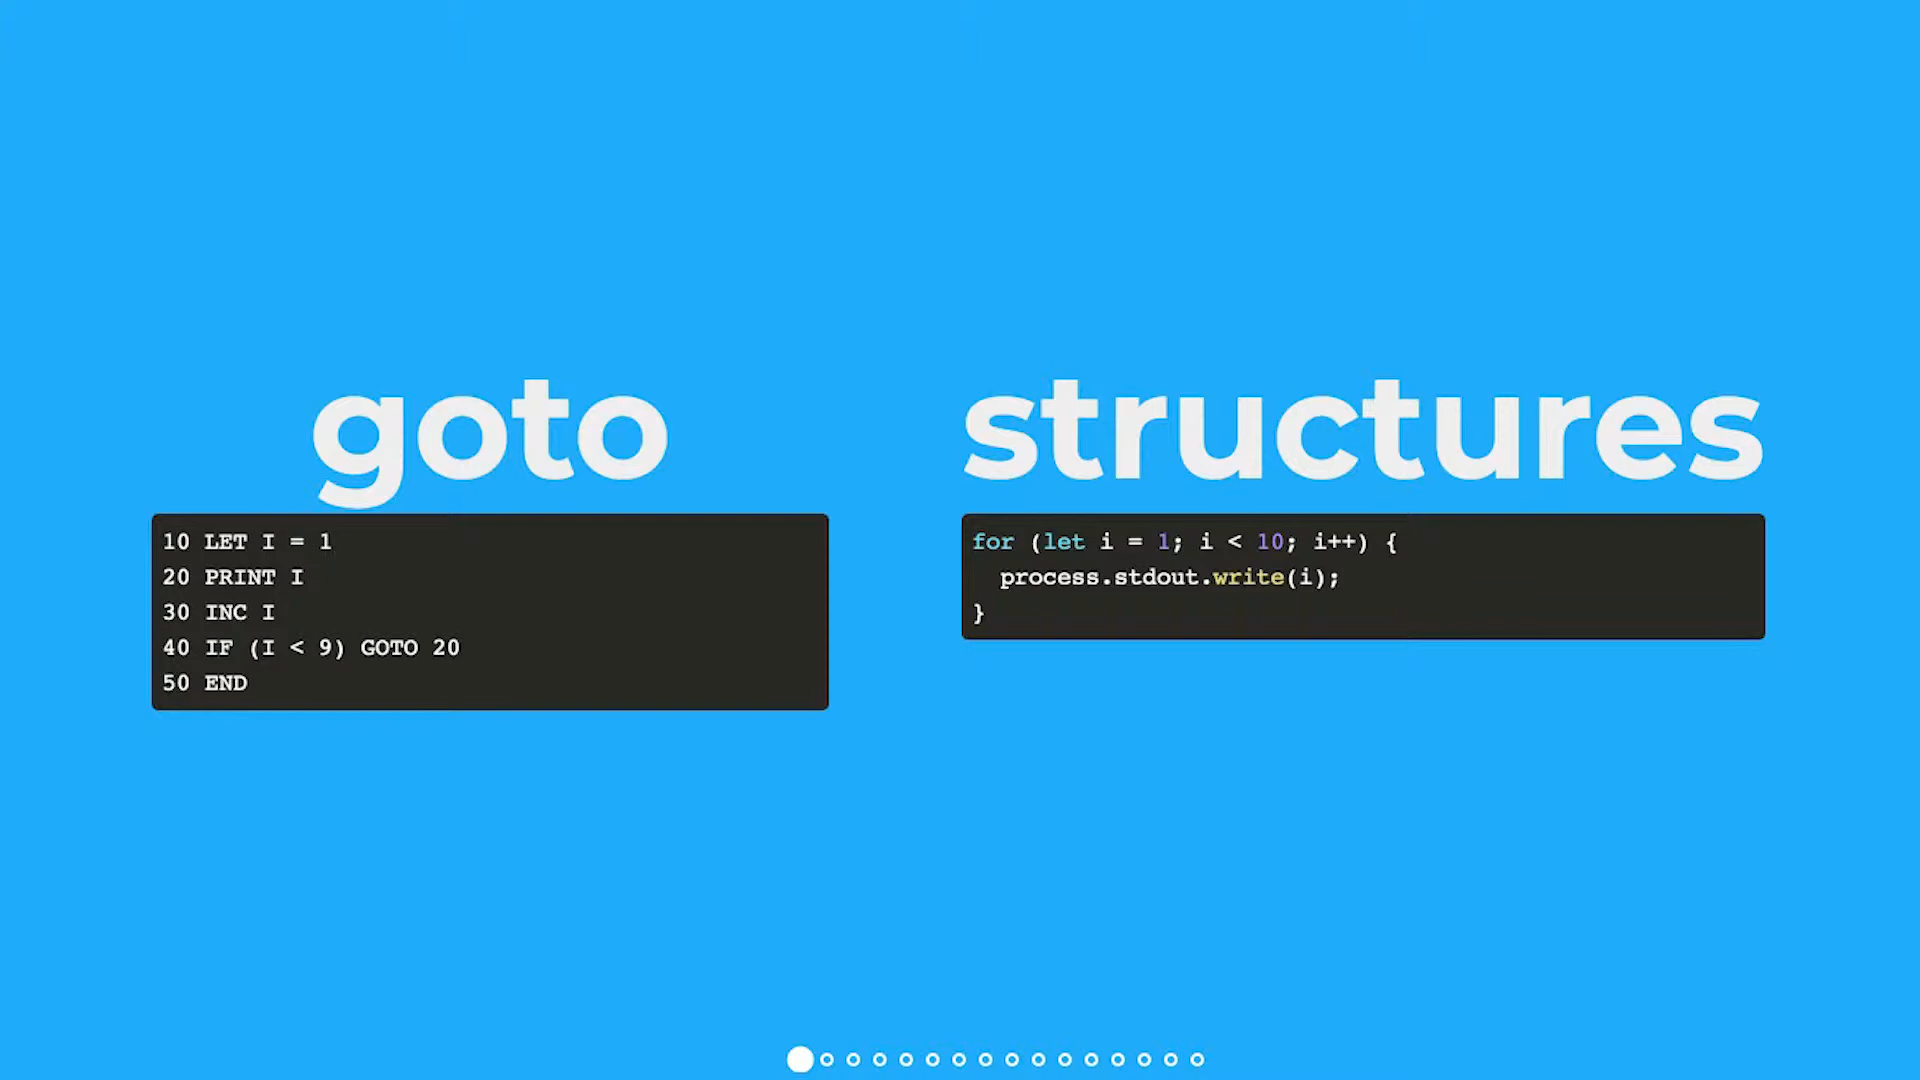 goto
10 LET I = 1
20 PRINT I
30 INC I
40 IF (I < 9) GOTO 20
50 END
structures
for (let i = 1; i < 10; i++) {
  process.stdout.write(i);
}